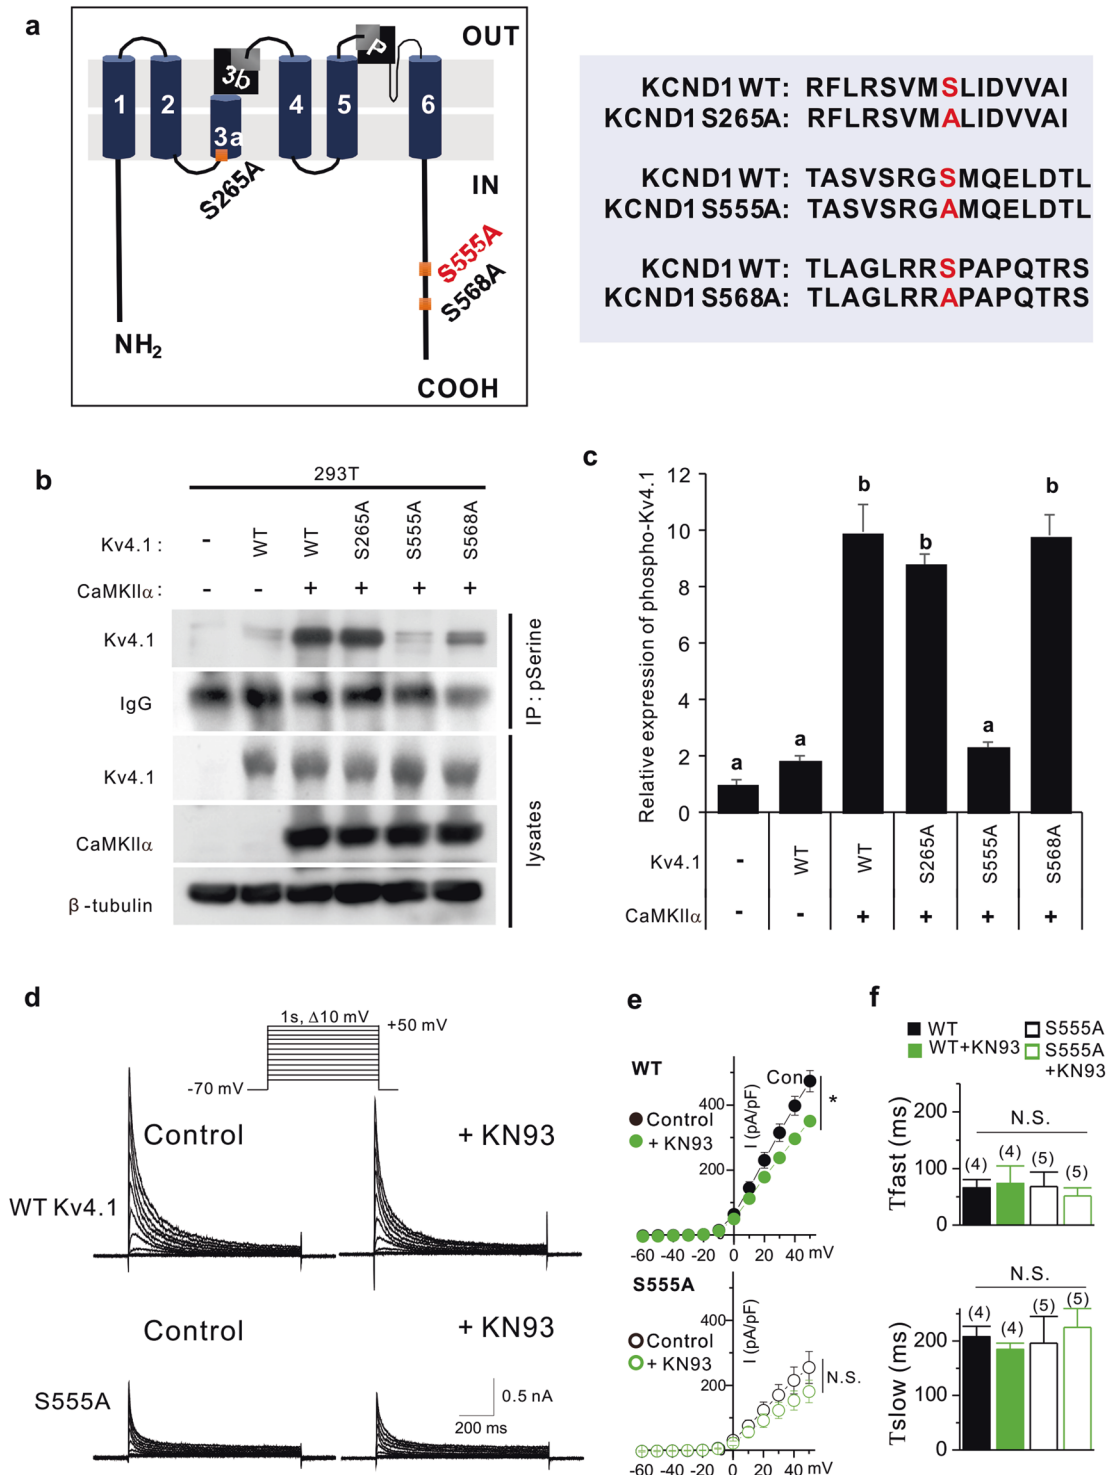 a
OUT
1
2
3b
3a
4
5
P
6
S265A
IN
S555A
S568A
NH2
COOH
KCND1 WT: RFLRSVMSLIDVVAI
KCND1 S265A: RFLRSVMALIDVVAI
KCND1 WT: TASVSRGSMQELDTL
KCND1 S555A: TASVSRGAMQELDTL
KCND1 WT: TLAGLRRSPAPQTRS
KCND1 S568A: TLAGLRRAPAPQTRS
b
293T
Kv4.1 : - WT WT S265A S555A S568A
CaMKIIα : - - + + + +
Kv4.1
IgG
IP : pSerine
Kv4.1
CaMKIIα
β-tubulin
lysates
c
Relative expression of phospho-Kv4.1
12
10
8
6
4
2
0
a a b b a b
Kv4.1 - WT WT S265A S555A S568A
CaMKIIα - - + + + +
d
1s, Δ10 mV
+50 mV
-70 mV
Control
+ KN93
WT Kv4.1
Control
+ KN93
S555A
0.5 nA
200 ms
e
WT
Con
*
Control
+ KN93
I (pA/pF)
400
200
-60 -40 -20 0 20 40 mV
S555A
Control
+ KN93
I (pA/pF)
400
200
N.S.
-60 -40 -20 0 20 40 mV
f
WT
S555A
WT+KN93
S555A
+KN93
Tfast (ms)
200
100
0
N.S.
(4) (4) (5) (5)
Tslow (ms)
200
100
0
N.S.
(4) (4) (5) (5)